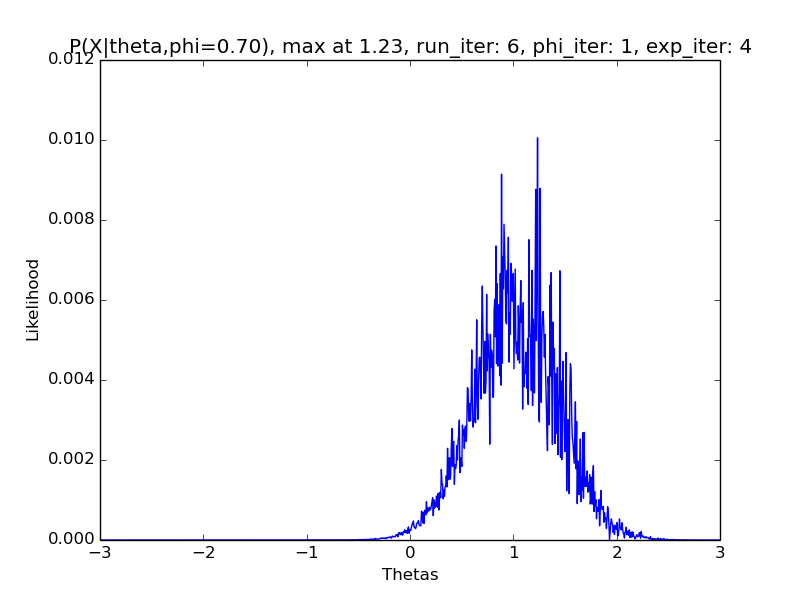 P(X|theta,phi=0.70), max at 1.23, run_iter: 6, phi_iter: 1, exp_iter: 4
0.012
0.010
0.008
0.006
0.004
0.002
0.000
Likelihood
−3 −2 −1 0 1 2 3
Thetas